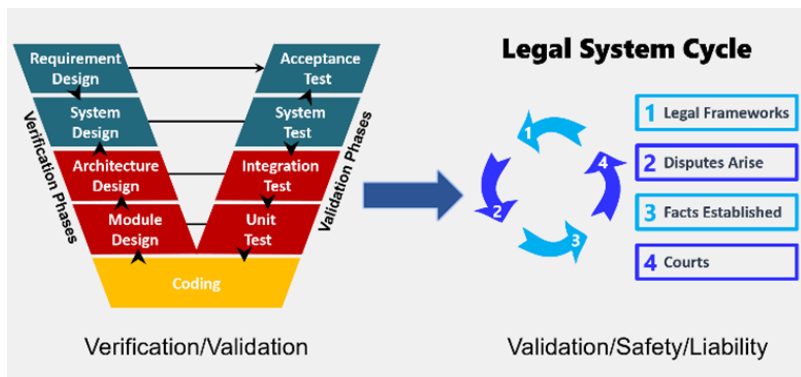 Requirement
Design
System
Design
Architecture
Design
Module
Design
Coding
Acceptance
Test
System
Test
Integration
Test
Unit
Test
Verification Phases
Validation Phases
Verification/Validation
Legal System Cycle
1
2
3
4
1 Legal Frameworks
2 Disputes Arise
3 Facts Established
4 Courts
Validation/Safety/Liability